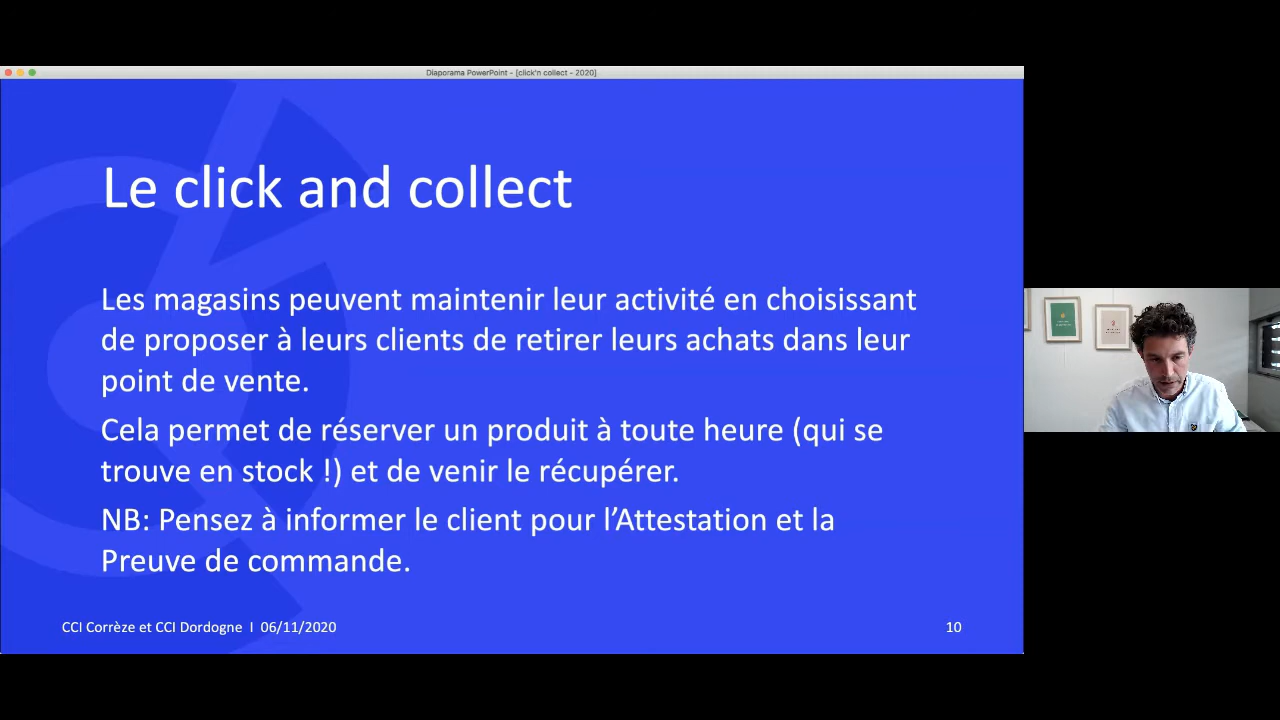 Diaporama PowerPoint - [click'n collect - 2020]
Le click and collect
Les magasins peuvent maintenir leur activité en choisissant
de proposer à leurs clients de retirer leurs achats dans leur
point de vente.
Cela permet de réserver un produit à toute heure (qui se
trouve en stock !) et de venir le récupérer.
NB: Pensez à informer le client pour l’Attestation et la
Preuve de commande.
CCI Corrèze et CCI Dordogne I 06/11/2020
10